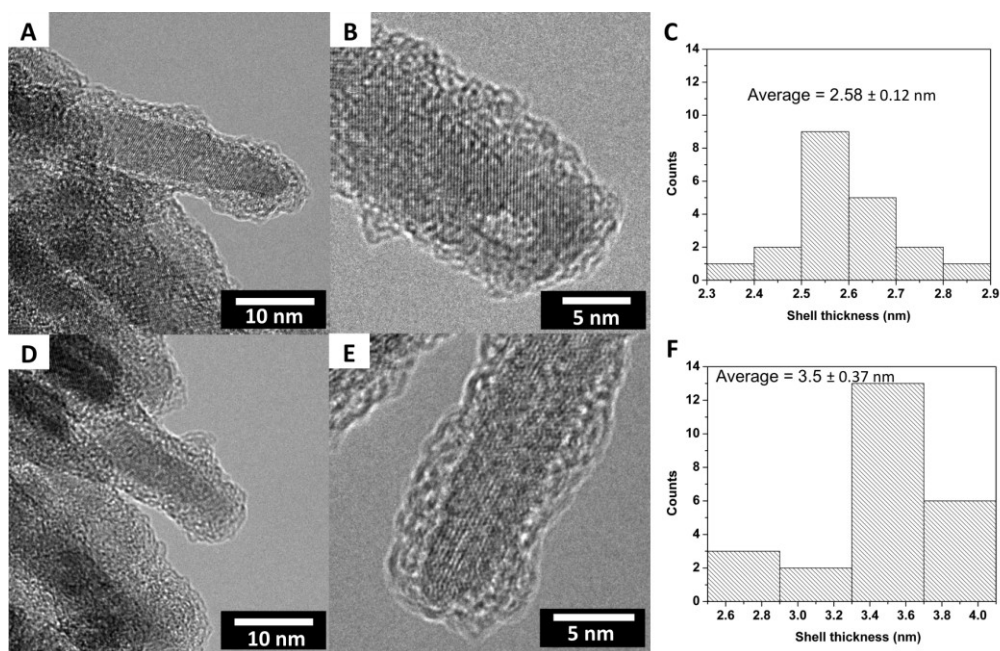 A
10 nm
B
5 nm
C
Average = 2.58 ± 0.12 nm
Counts
14
12
10
8
6
4
2
0
2.3 2.4 2.5 2.6 2.7 2.8 2.9
Shell thickness (nm)
D
10 nm
E
5 nm
F
Average = 3.5 ± 0.37 nm
Counts
14
12
10
8
6
4
2
0
2.6 3.0 3.2 3.4 3.6 3.8 4.0
Shell thickness (nm)